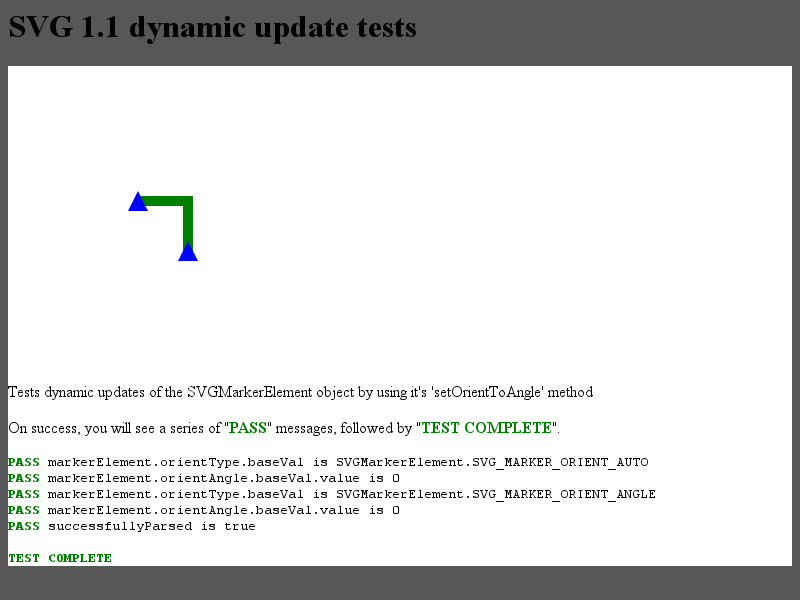 SVG 1.1 dynamic update tests
Tests dynamic updates of the SVGMarkerElement object by using it's 'setOrientToAngle' method
On success, you will see a series of "PASS" messages, followed by "TEST COMPLETE".
PASS markerElement.orientType.baseVal is SVGMarkerElement.SVG_MARKER_ORIENT_AUTO
PASS markerElement.orientAngle.baseVal.value is 0
PASS markerElement.orientType.baseVal is SVGMarkerElement.SVG_MARKER_ORIENT_ANGLE
PASS markerElement.orientAngle.baseVal.value is 0
PASS successfullyParsed is true
TEST COMPLETE